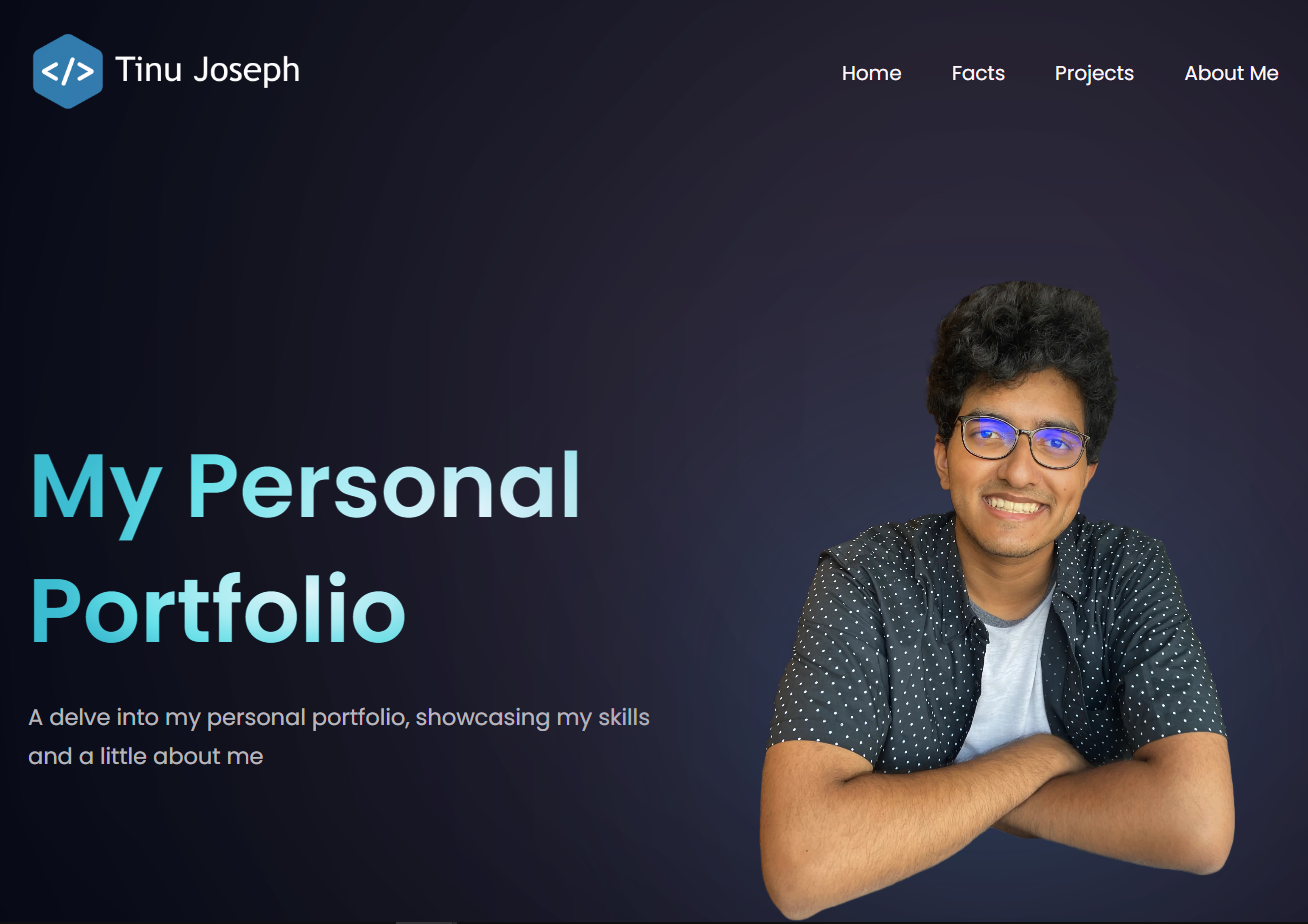 </> Tinu Joseph
Home Facts Projects About Me
My Personal
Portfolio
A delve into my personal portfolio, showcasing my skills
and a little about me